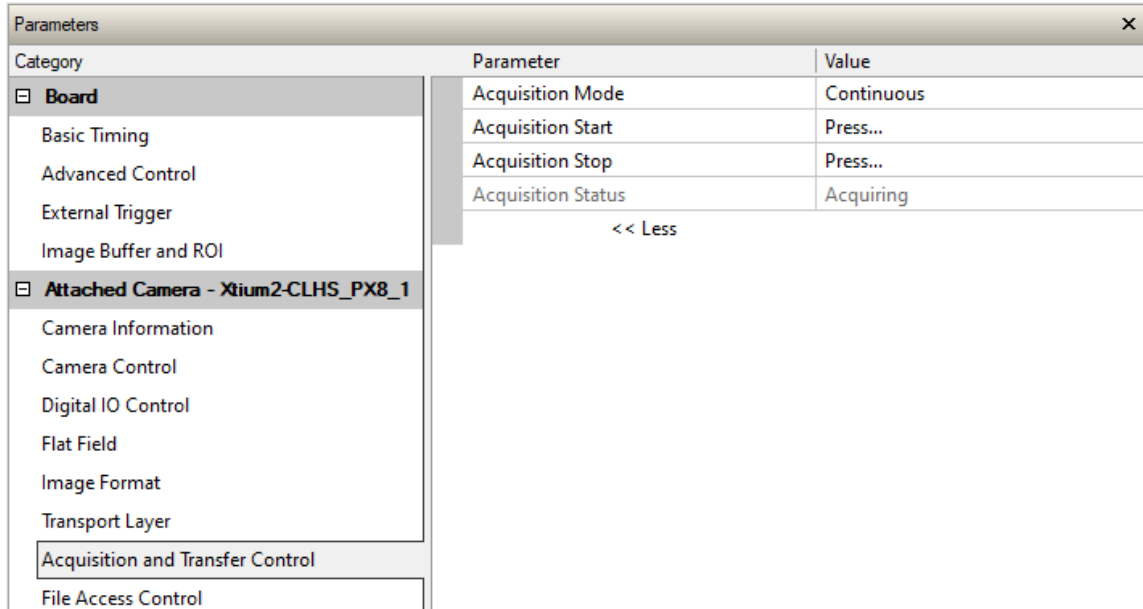 Parameters
Category
Parameter
Value
Board
Basic Timing
Advanced Control
External Trigger
Image Buffer and ROI
Attached Camera - Xtium2-CLHS_PX8_1
Camera Information
Camera Control
Digital IO Control
Flat Field
Image Format
Transport Layer
Acquisition and Transfer Control
File Access Control
Acquisition Mode Continuous
Acquisition Start Press...
Acquisition Stop Press...
Acquisition Status Acquiring
<< Less